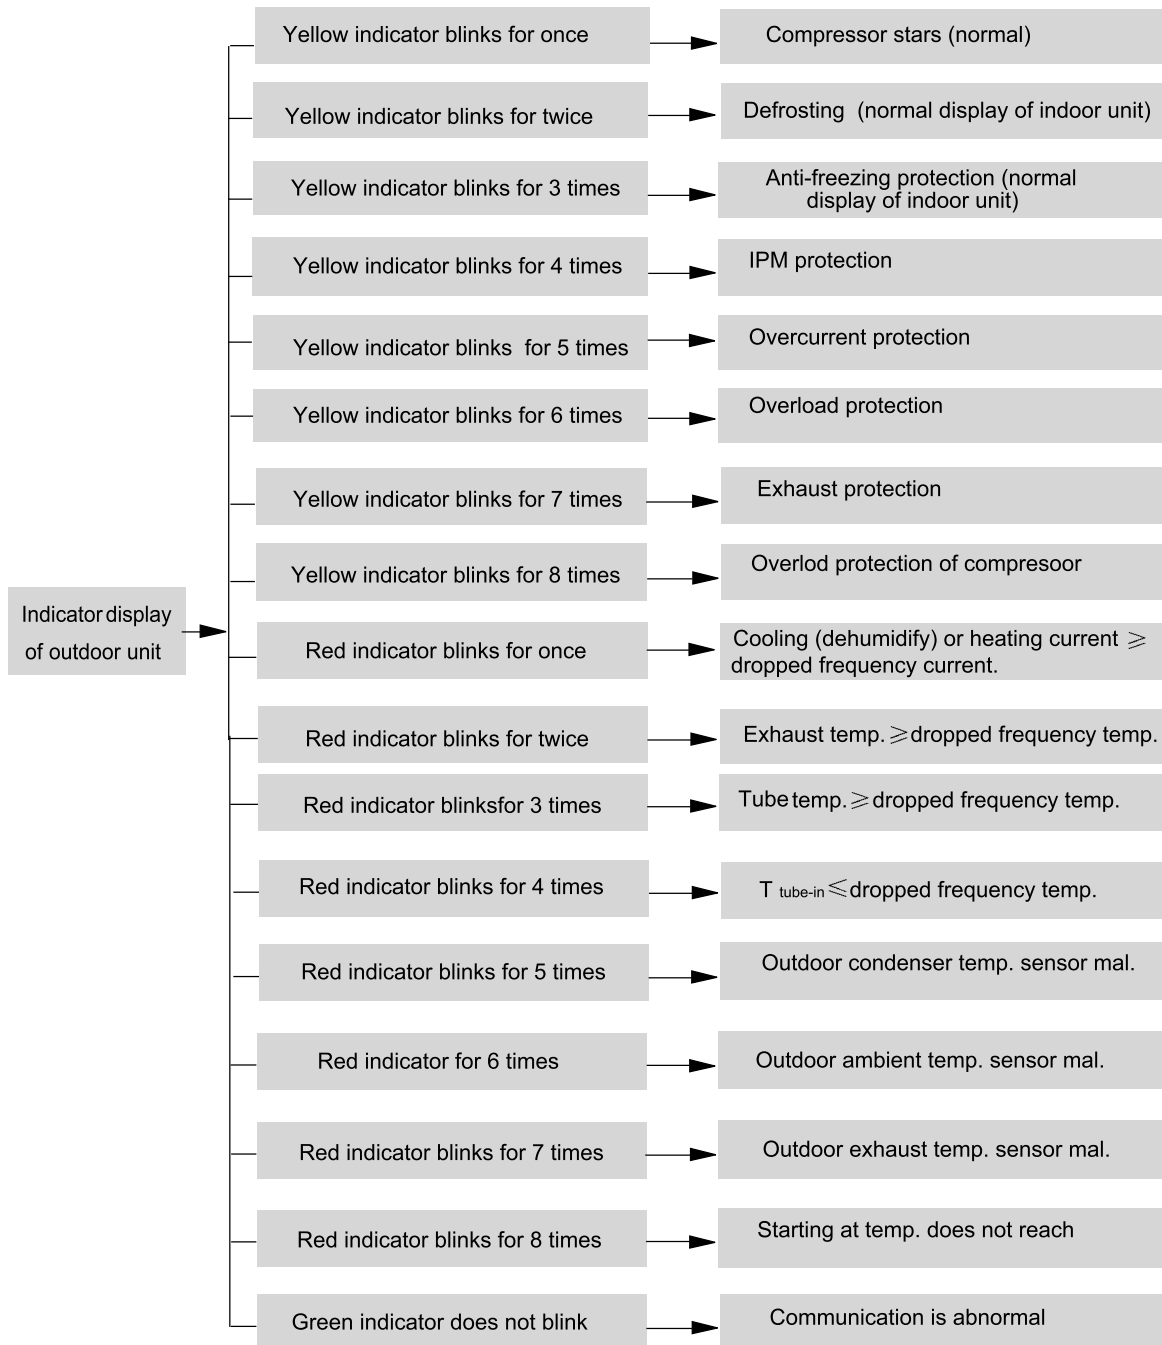 Yellow indicator blinks for once
Compressor stars (normal)
Yellow indicator blinks for twice
Defrosting (normal display of indoor unit)
Yellow indicator blinks for 3 times
Anti-freezing protection (normal
display of indoor unit)
Yellow indicator blinks for 4 times
IPM protection
Yellow indicator blinks for 5 times
Overcurrent protection
Yellow indicator blinks for 6 times
Overload protection
Yellow indicator blinks for 7 times
Exhaust protection
Yellow indicator blinks for 8 times
Overlod protection of compresoor
Indicator display
of outdoor unit
Red indicator blinks for once
Cooling (dehumidify) or heating current ≥
dropped frequency current.
Red indicator blinks for twice
Exhaust temp. ≥dropped frequency temp.
Red indicator blinksfor 3 times
Tube temp. ≥dropped frequency temp.
Red indicator blinks for 4 times
T tube-in ≤dropped frequency temp.
Red indicator blinks for 5 times
Outdoor condenser temp. sensor mal.
Red indicator for 6 times
Outdoor ambient temp. sensor mal.
Red indicator blinks for 7 times
Outdoor exhaust temp. sensor mal.
Red indicator blinks for 8 times
Starting at temp. does not reach
Green indicator does not blink
Communication is abnormal